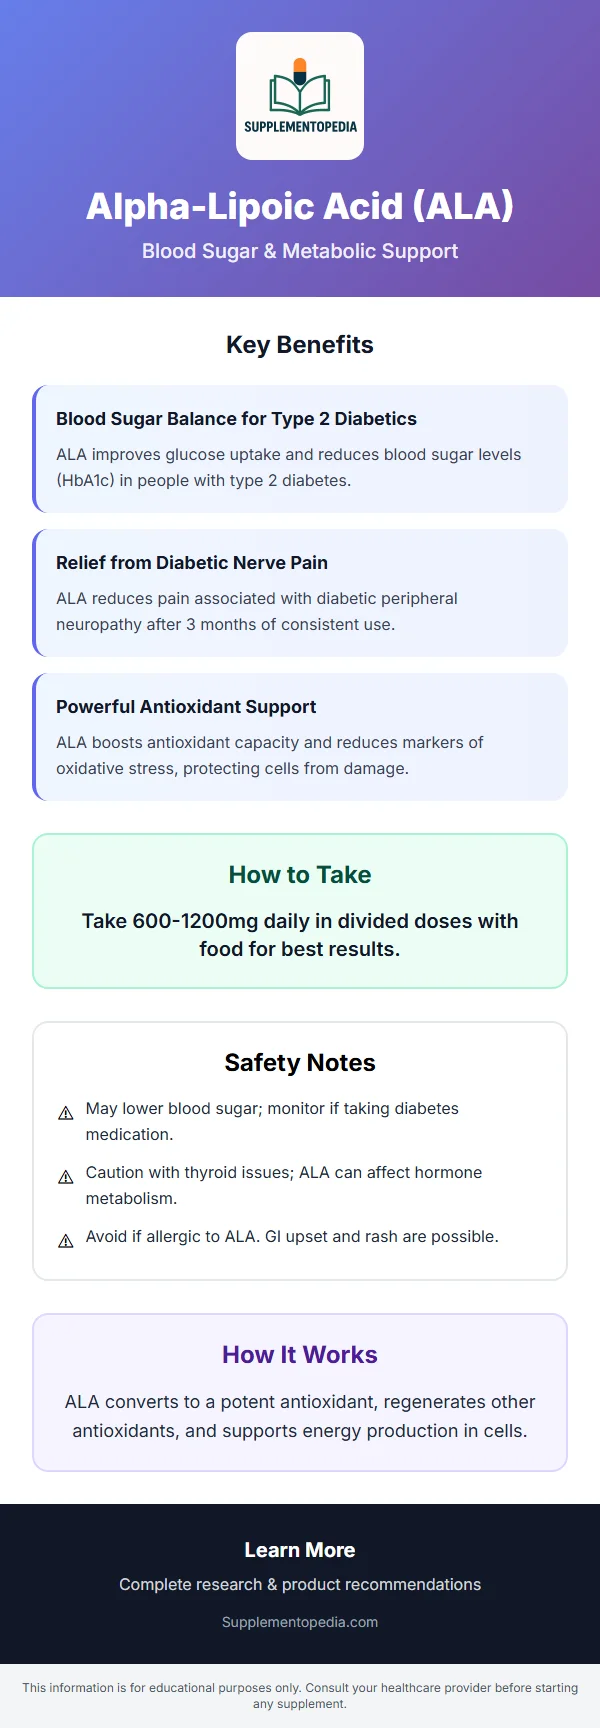 SUPPLEMENTOPEDIA
Alpha-Lipoic Acid (ALA)
Blood Sugar & Metabolic Support
Key Benefits
Blood Sugar Balance for Type 2 Diabetics
ALA improves glucose uptake and reduces blood sugar levels
(HbA1c) in people with type 2 diabetes.
Relief from Diabetic Nerve Pain
ALA reduces pain associated with diabetic peripheral
neuropathy after 3 months of consistent use.
Powerful Antioxidant Support
ALA boosts antioxidant capacity and reduces markers of
oxidative stress, protecting cells from damage.
How to Take
Take 600-1200mg daily in divided doses with
food for best results.
Safety Notes
May lower blood sugar; monitor if taking diabetes
medication.
Caution with thyroid issues; ALA can affect hormone
metabolism.
Avoid if allergic to ALA. GI upset and rash are possible.
How It Works
ALA converts to a potent antioxidant, regenerates other
antioxidants, and supports energy production in cells.
Learn More
Complete research & product recommendations
Supplementopedia.com
This information is for educational purposes only. Consult your healthcare provider before starting
any supplement.